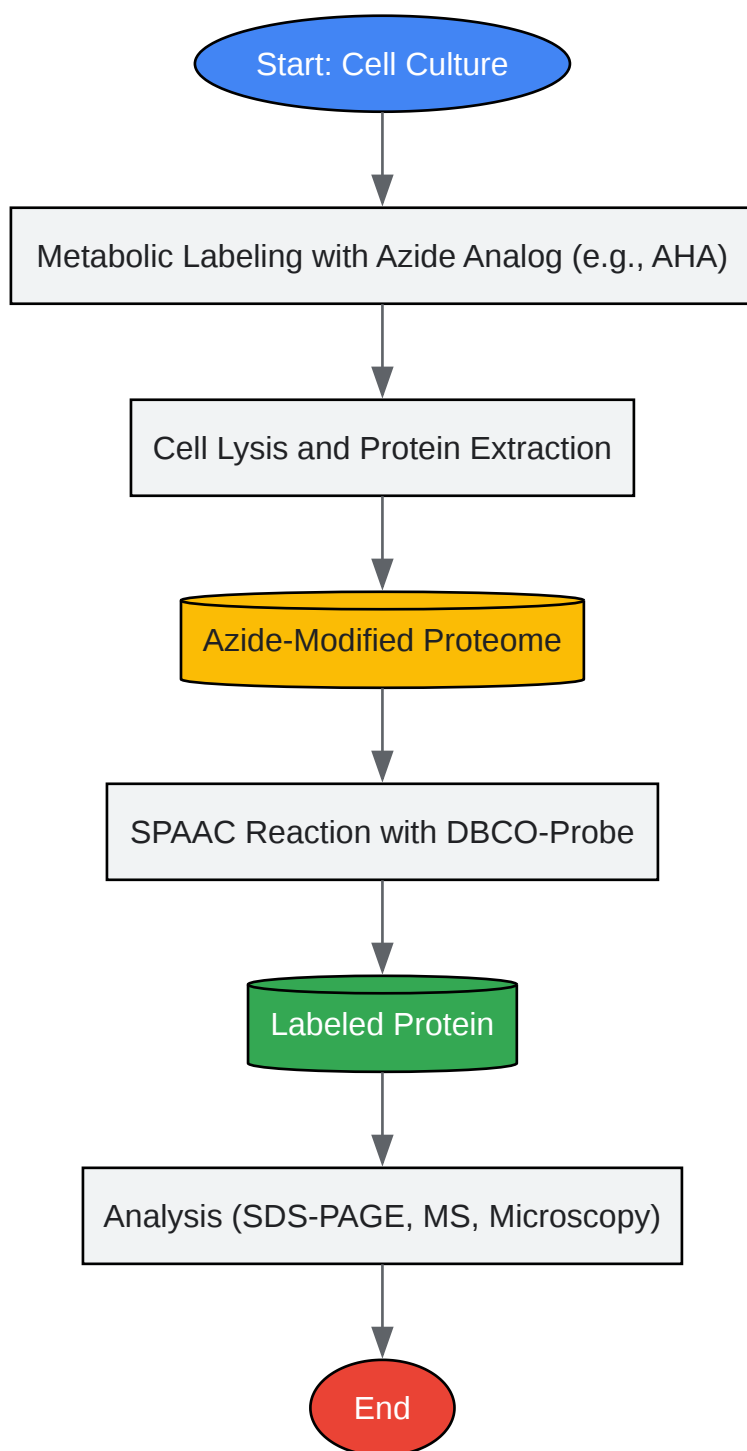 Start: Cell Culture
Metabolic Labeling with Azide Analog (e.g., AHA)
Cell Lysis and Protein Extraction
Azide-Modified Proteome
SPAAC Reaction with DBCO-Probe
Labeled Protein
Analysis (SDS-PAGE, MS, Microscopy)
End